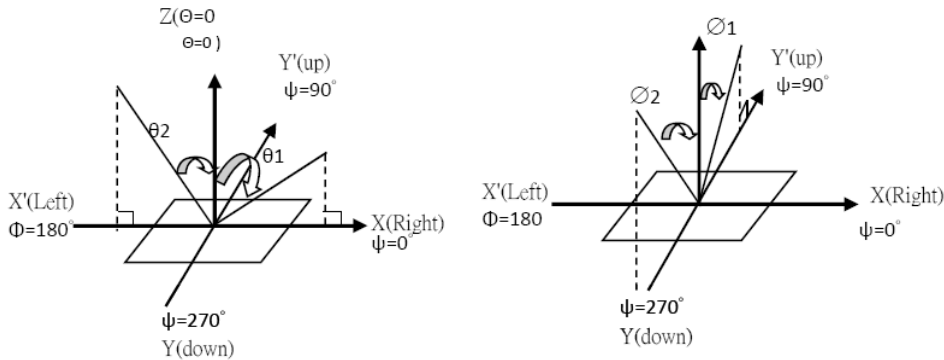 Z(Θ=0
Θ=0 )
Y'(up)
ψ=90°
θ2
θ1
X'(Left)
Φ=180°
X(Right)
ψ=0°
ψ=270°
Y(down)
∅1
Y'(up)
ψ=90°
∅2
X'(Left)
Φ=180
X(Right)
ψ=0°
ψ=270°
Y(down)